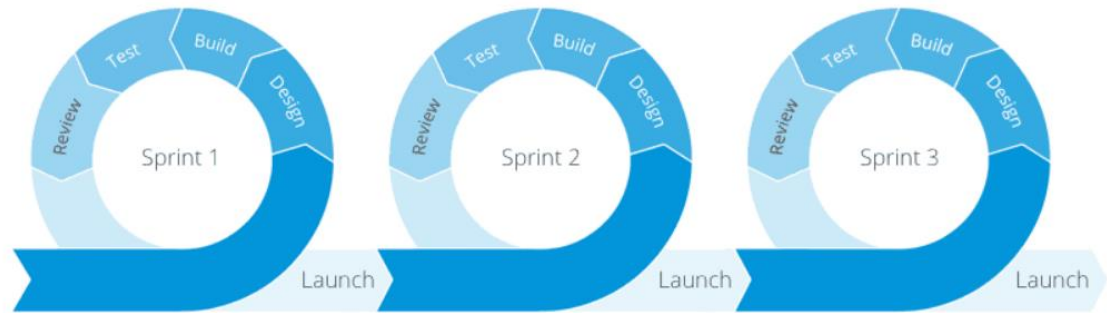 Test
Build
Design
Review
Sprint 1
Launch
Test
Build
Design
Review
Sprint 2
Launch
Test
Build
Design
Review
Sprint 3
Launch